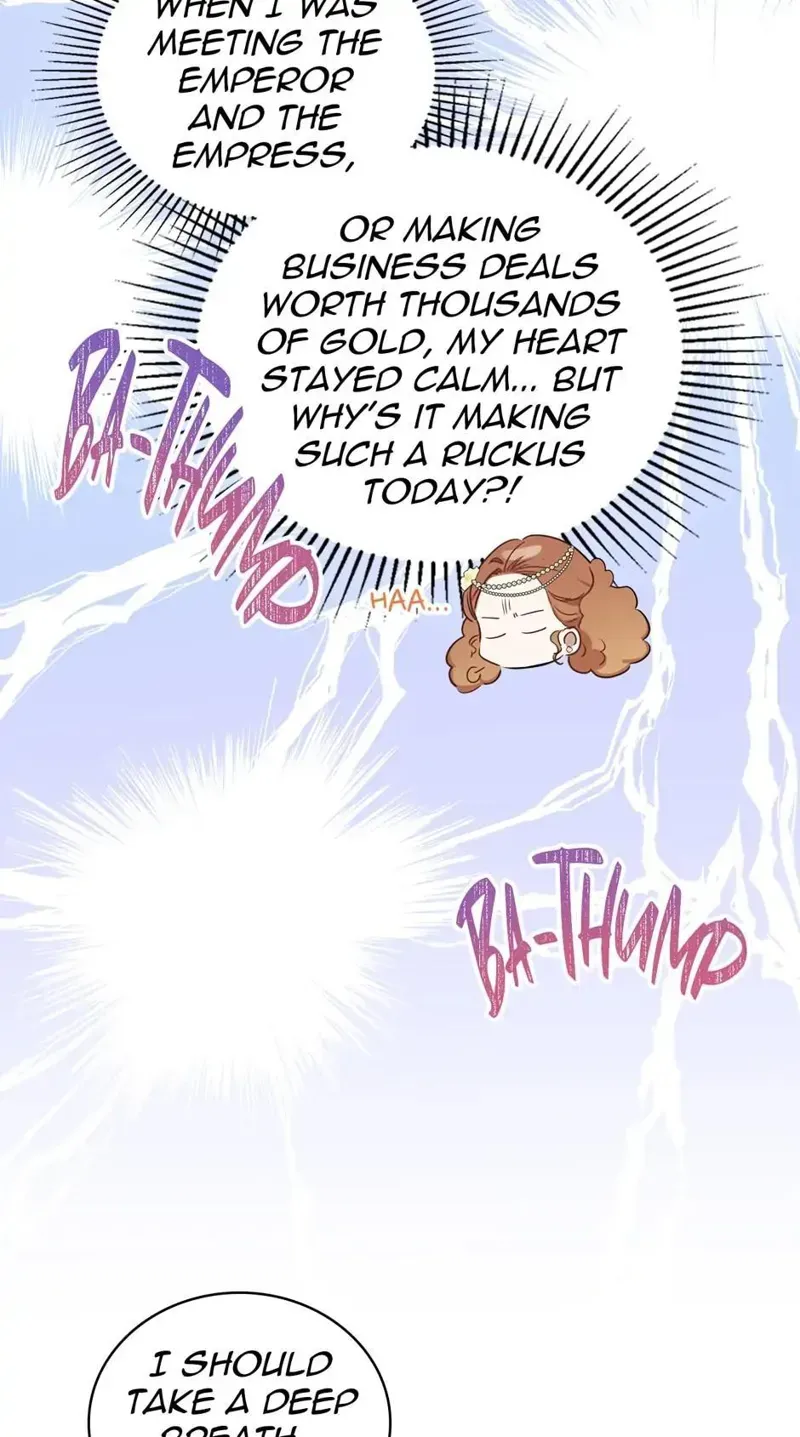 WHEN I WAS
MEETING THE
EMPEROR
AND THE
EMPRESS,
OR MAKING
BUSINESS DEALS
WORTH THOUSANDS
OF GOLD, MY HEART
STAYED CALM... BUT
WHY'S IT MAKING
SUCH A RUCKUS
TODAY?!
BA-THUMP
HAA...
BA-THUMP
I SHOULD
TAKE A DEEP
BREATH